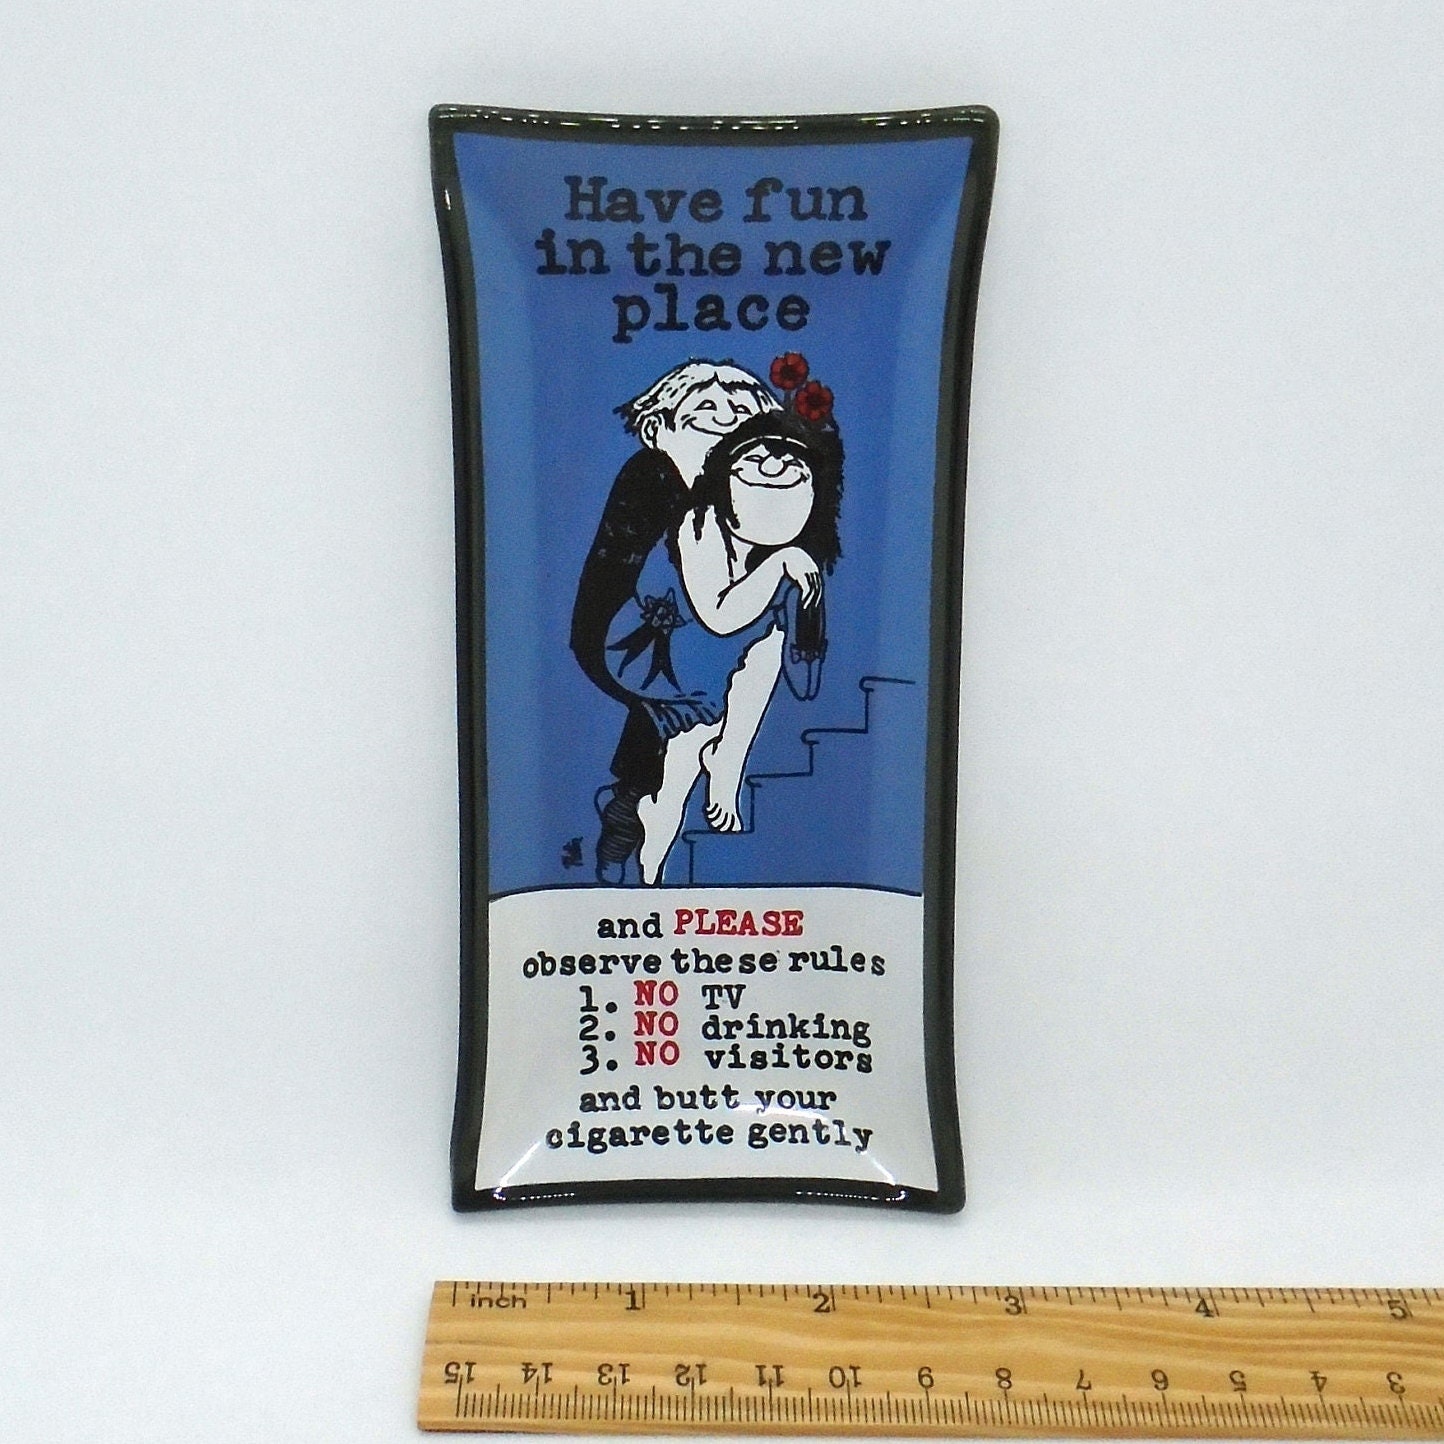 Have fun
in the new
place
and PLEASE
observe these rules
1. NO TV
2. NO drinking
3. NO visitors
and butt your
cigarette gently
inch 1 2 3 4 5
15 14 13 12 11 10 9 8 7 6 5 4 3